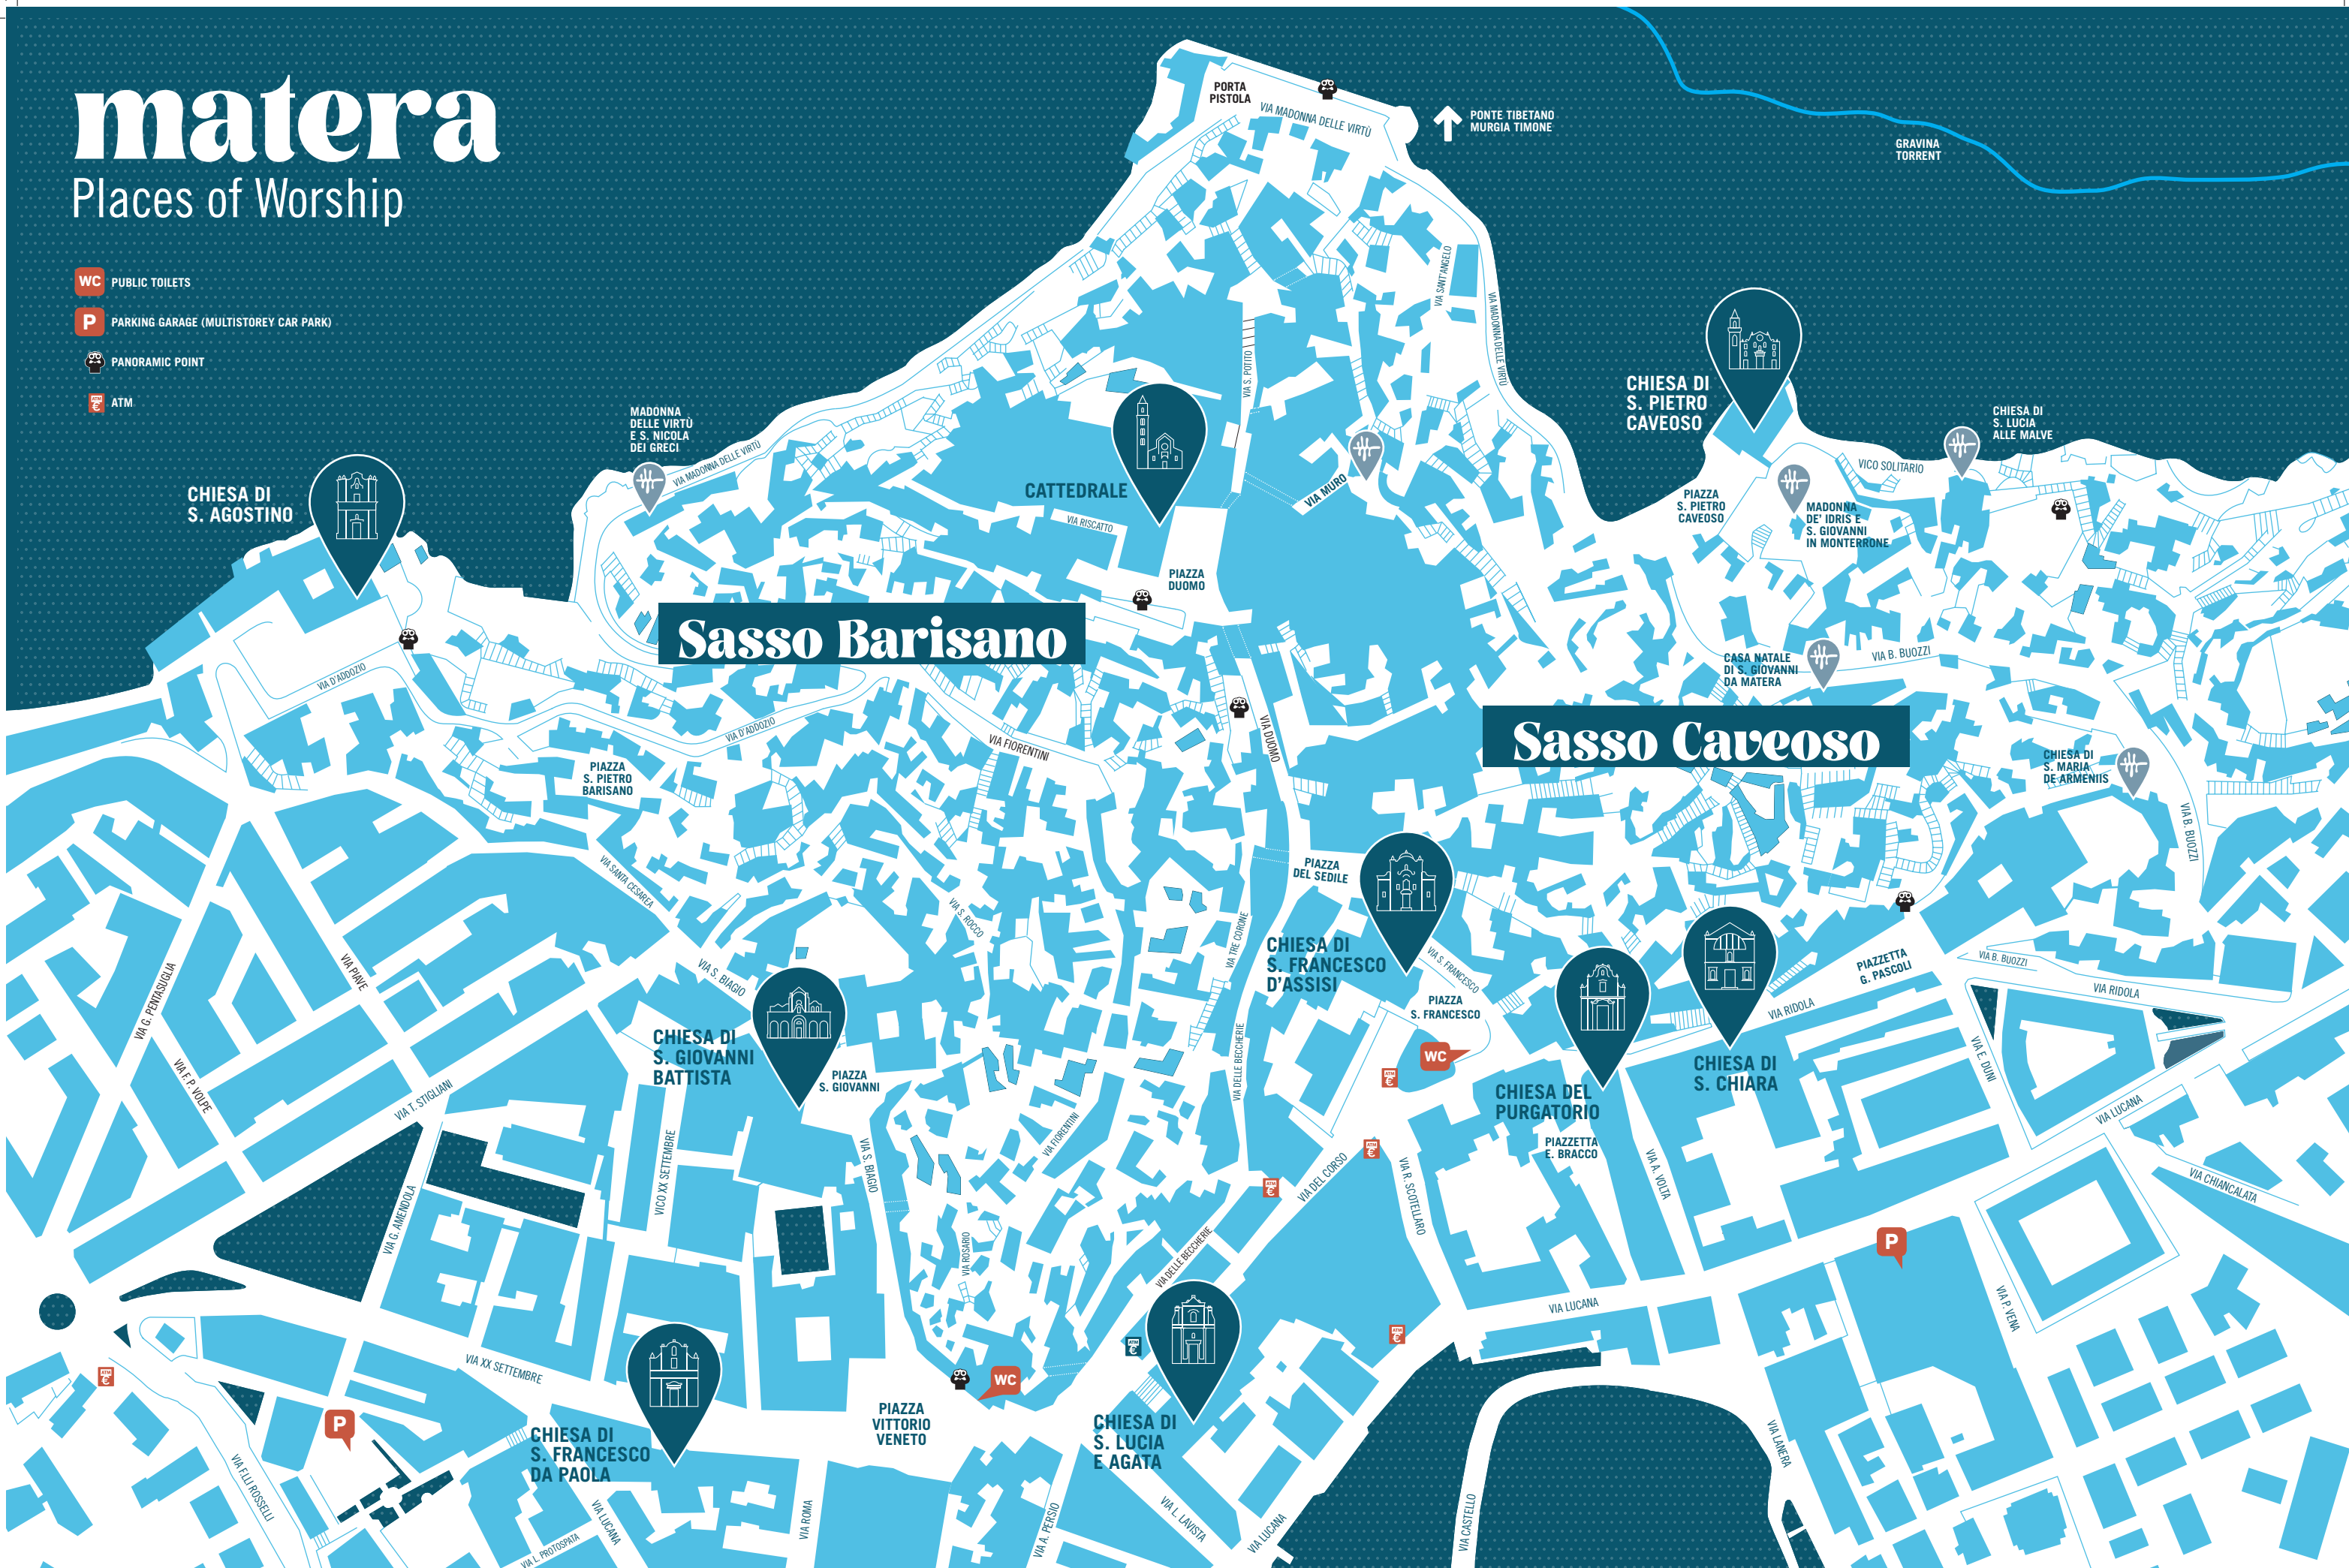 matera
Places of Worship
WC PUBLIC TOILETS
P PARKING GARAGE (MULTISTOREY CAR PARK)
PANORAMIC POINT
ATM € ATM
PORTA
PISTOLA
VIA MADONNA DELLE VIRTÙ
PONTE TIBETANO
MURGIA TIMONE
GRAVINA
TORRENT
VIA SANT'ANGELO
VIA MADONNA DELLE VIRTÙ
VIA S. POTITO
CHIESA DI
S. PIETRO
CAVEOSO
CHIESA DI
S. LUCIA
ALLE MALVE
MADONNA
DELLE VIRTÙ
E S. NICOLA
DEI GRECI
VIA MADONNA DELLE VIRTÙ
CHIESA DI
S. AGOSTINO
CATTEDRALE
VIA MURO
VIA RISCATTO
VICO SOLITARIO
PIAZZA
S. PIETRO
CAVEOSO
MADONNA
DE' IDRIS E
S. GIOVANNI
IN MONTERRONE
PIAZZA
DUOMO
Sasso Barisano
VIA D'ADDOZIO
CASA NATALE
DI S. GIOVANNI
DA MATERA
VIA B. BUOZZI
VIA D'ADDOZIO
VIA FIORENTINI
VIA DUOMO
Sasso Caveoso
PIAZZA
S. PIETRO
BARISANO
CHIESA DI
S. MARIA
DE ARMENIIS
VIA B. BUOZZI
VIA SANTA CESAREA
PIAZZA
DEL SEDILE
VIA S. ROCCO
VIA TRE CORONE
CHIESA DI
S. FRANCESCO
D'ASSISI
VIA S. FRANCESCO
PIAZZETTA
G. PASCOLI
VIA B. BUOZZI
VIA RIDOLA
VIA G. PENTASUGLIA
VIA PIAVE
VIA S. BIAGIO
PIAZZA
S. FRANCESCO
VIA RIDOLA
CHIESA DI
S. GIOVANNI
BATTISTA
PIAZZA
S. GIOVANNI
VIA DELLE BECCHERIE
WC
ATM €
CHIESA DI
S. CHIARA
CHIESA DEL
PURGATORIO
PIAZZETTA
E. BRACCO
VIA E. DUNI
VIA F. P. VOLPE
VIA T. STIGLIANI
VIA LUCANA
VIA FIORENTINI
VICO XX SETTEMBRE
VIA S. BIAGIO
ATM €
VIA DEL CORSO
ATM €
VIA R. SCOTELLARO
VIA A. VOLTA
VIA CHIANCALATA
VIA G. AMENDOLA
VIA ROSARIO
VIA DELLE BECCHERIE
P
VIA LUCANA
VIA P. VENA
ATM €
ATM €
ATM €
VIA XX SETTEMBRE
WC
P
PIAZZA
VITTORIO
VENETO
CHIESA DI
S. FRANCESCO
DA PAOLA
CHIESA DI
S. LUCIA
E AGATA
VIA F.LLI ROSSELLI
VIA LANERA
VIA LUCANA
VIA L. PROTOSPATA
VIA ROMA
VIA A. PERSIO
VIA L. LAVISTA
VIA LUCANA
VIA CASTELLO